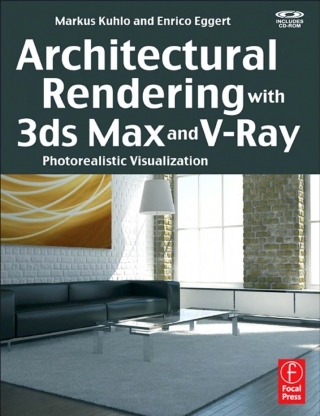 Markus Kuhlo and Enrico Eggert
INCLUDES
CD-ROM
Architectural
Rendering with
3ds Max and V-Ray
Photorealistic Visualization
Focal
Press